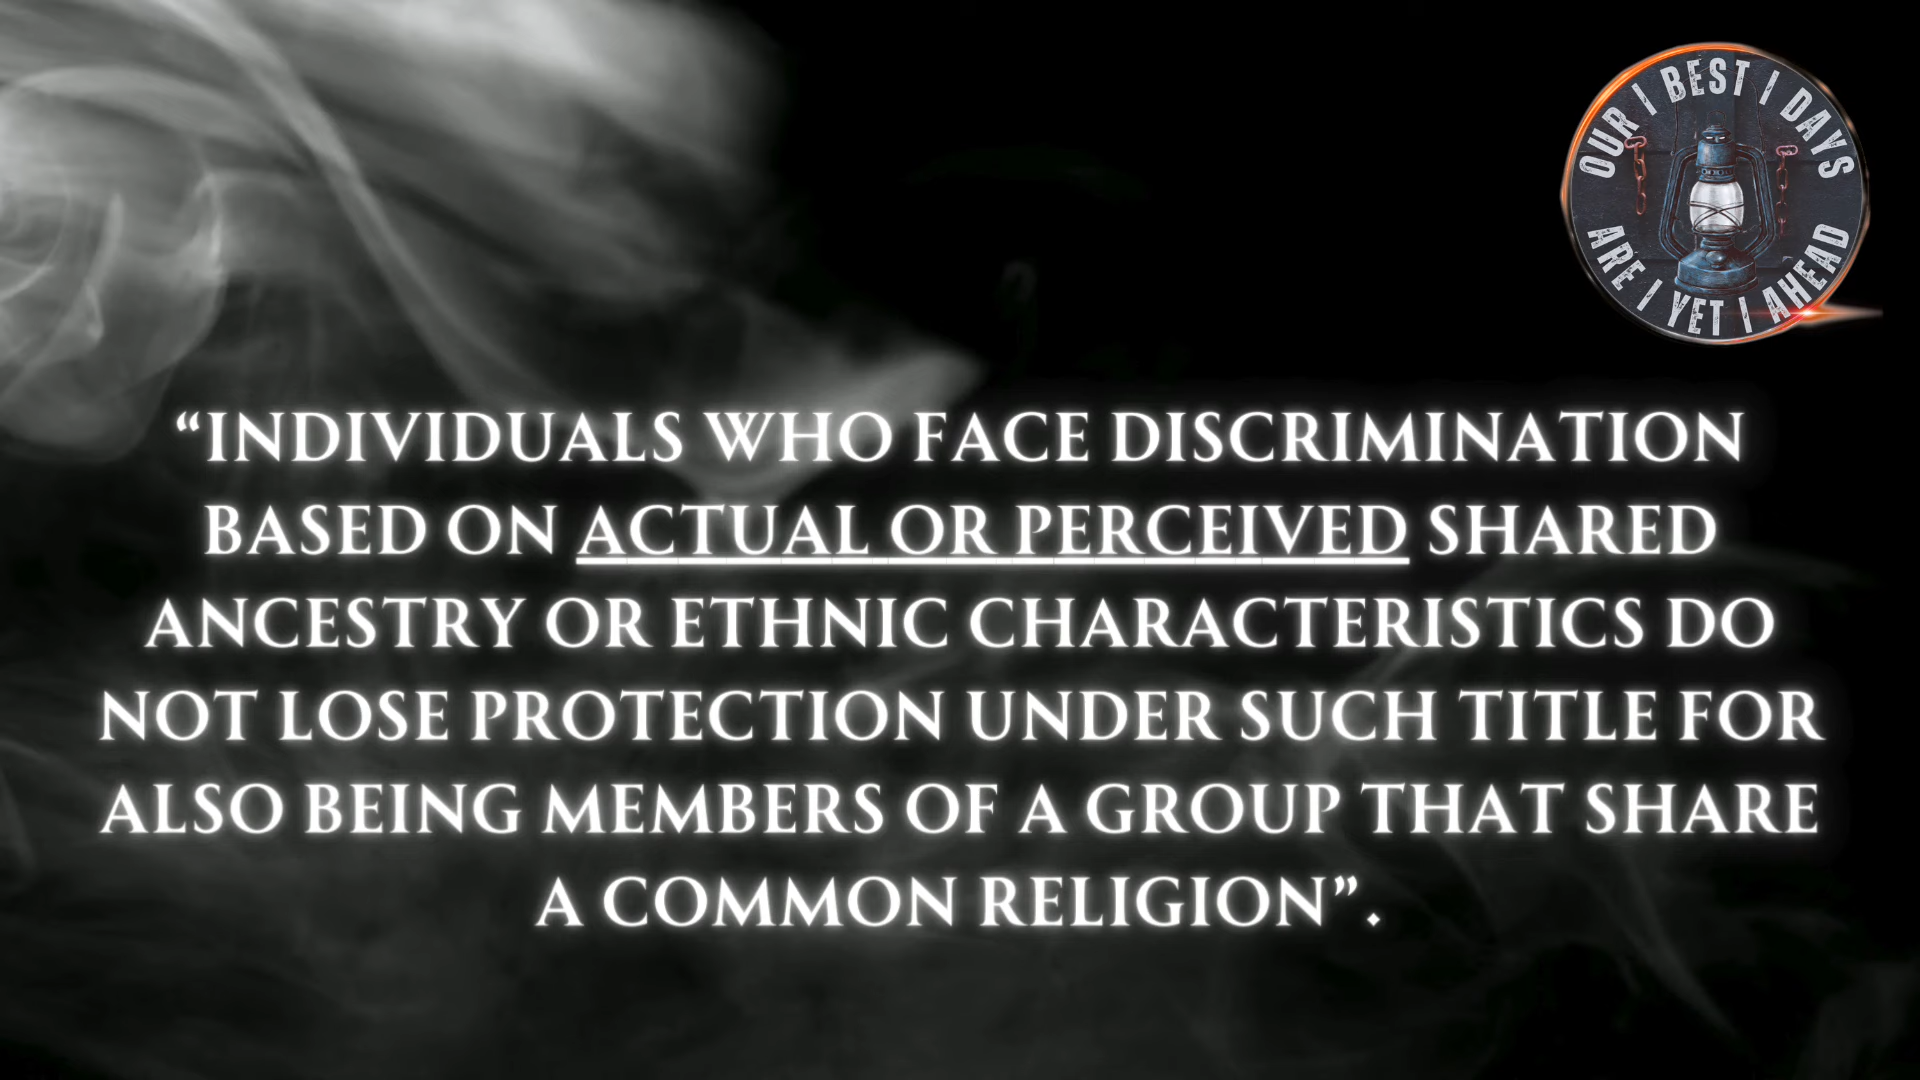 OUR | BEST | DAYS
ARE | YET | AHEAD
“INDIVIDUALS WHO FACE DISCRIMINATION
BASED ON ACTUAL OR PERCEIVED SHARED
ANCESTRY OR ETHNIC CHARACTERISTICS DO
NOT LOSE PROTECTION UNDER SUCH TITLE FOR
ALSO BEING MEMBERS OF A GROUP THAT SHARE
A COMMON RELIGION”.